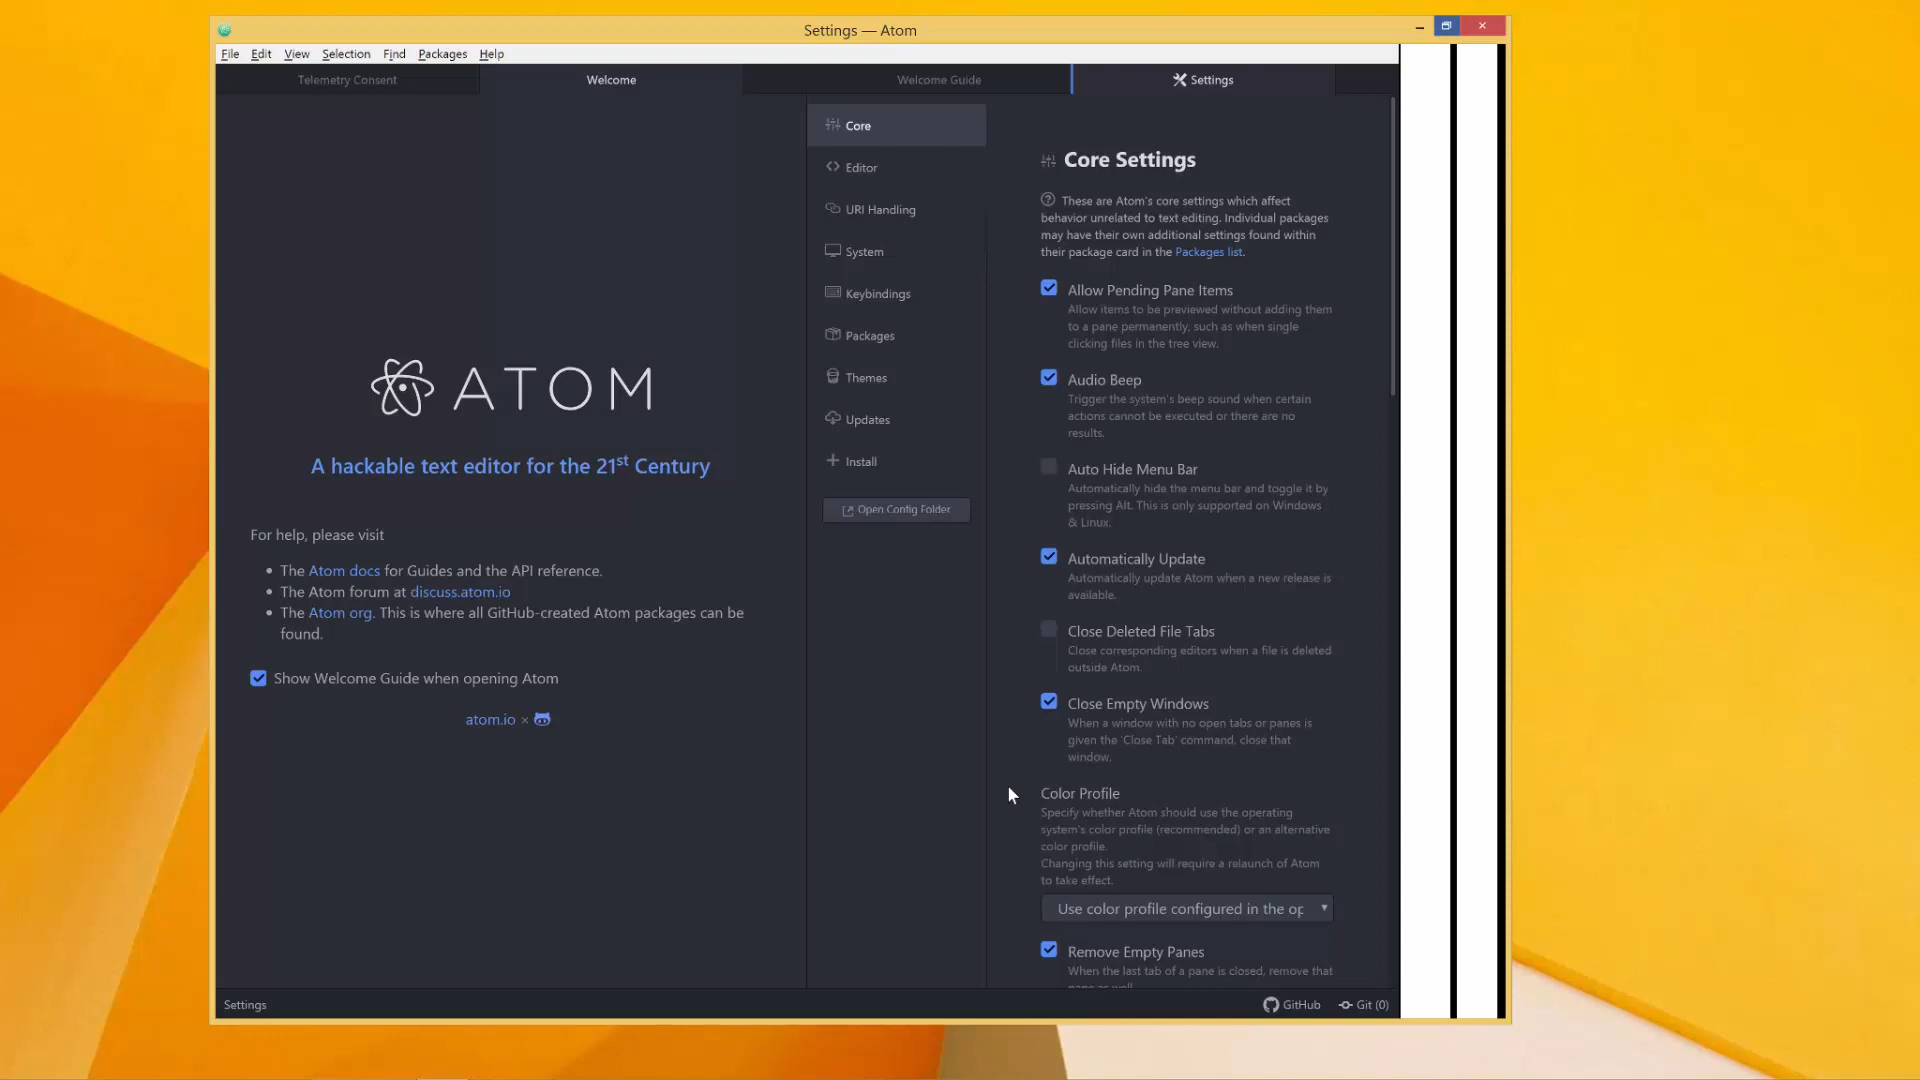 Settings — Atom
File Edit View Selection Find Packages Help
Telemetry Consent
Welcome
Welcome Guide
Settings
ATOM
A hackable text editor for the 21st Century
For help, please visit
• The Atom docs for Guides and the API reference.
• The Atom forum at discuss.atom.io
• The Atom org. This is where all GitHub-created Atom packages can be
found.
Show Welcome Guide when opening Atom
atom.io ×
Core
Editor
URI Handling
System
Keybindings
Packages
Themes
Updates
Install
Open Config Folder
Core Settings
These are Atom's core settings which affect
behavior unrelated to text editing. Individual packages
may have their own additional settings found within
their package card in the Packages list.
Allow Pending Pane Items
Allow items to be previewed without adding them
to a pane permanently, such as when single
clicking files in the tree view.
Audio Beep
Trigger the system's beep sound when certain
actions cannot be executed or there are no
results.
Auto Hide Menu Bar
Automatically hide the menu bar and toggle it by
pressing Alt. This is only supported on Windows
& Linux.
Automatically Update
Automatically update Atom when a new release is
available.
Close Deleted File Tabs
Close corresponding editors when a file is deleted
outside Atom.
Close Empty Windows
When a window with no open tabs or panes is
given the 'Close Tab' command, close that
window.
Color Profile
Specify whether Atom should use the operating
system's color profile (recommended) or an alternative
color profile.
Changing this setting will require a relaunch of Atom
to take effect.
Use color profile configured in the op
Remove Empty Panes
When the last tab of a pane is closed, remove that
pane as well.
Settings
GitHub
Git (0)